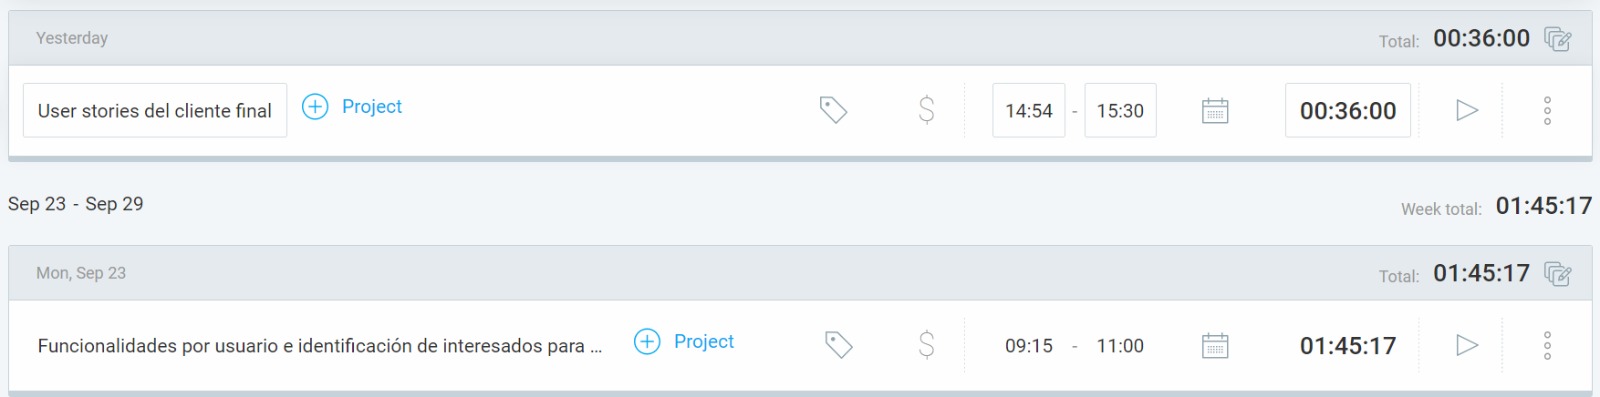 Yesterday Total: 00:36:00
User stories del cliente final Project $ 14:54 - 15:30 00:36:00
Sep 23 - Sep 29 Week total: 01:45:17
Mon, Sep 23 Total: 01:45:17
Funcionalidades por usuario e identificación de interesados para ... Project $ 09:15 - 11:00 01:45:17